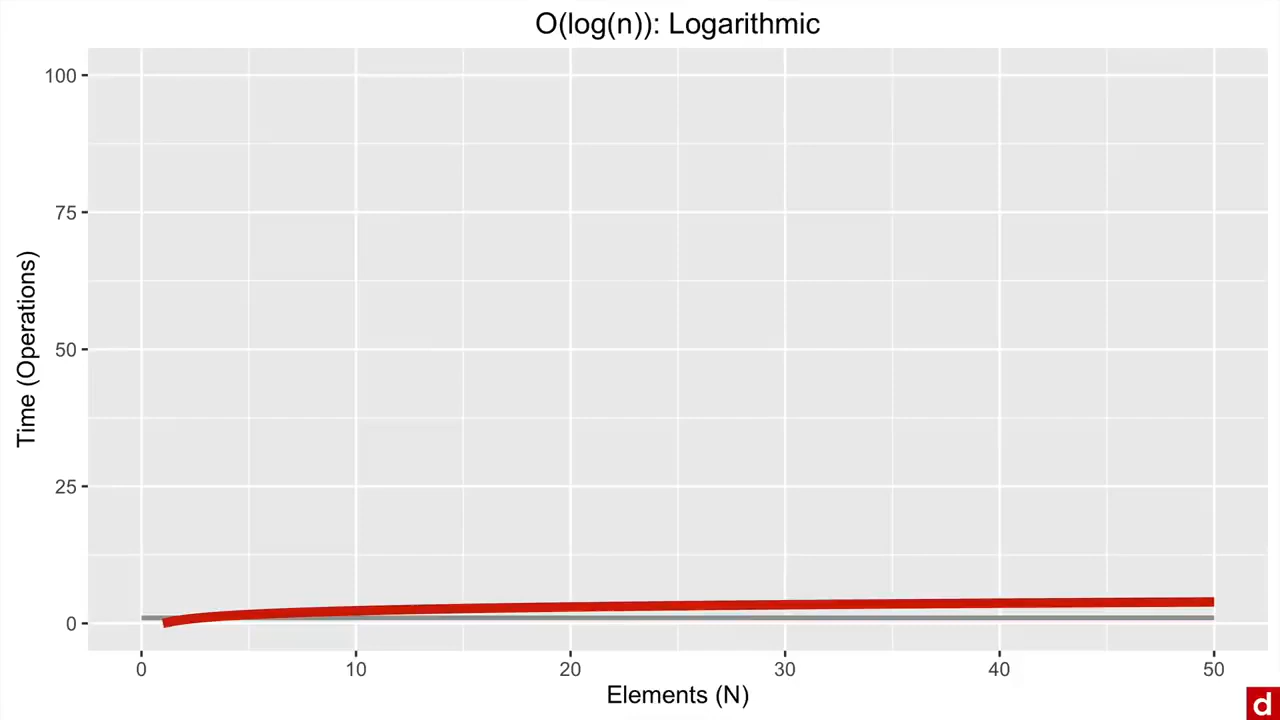 O(log(n)): Logarithmic
100
75
50
25
0
Time (Operations)
0 10 20 30 40 50
Elements (N)
d